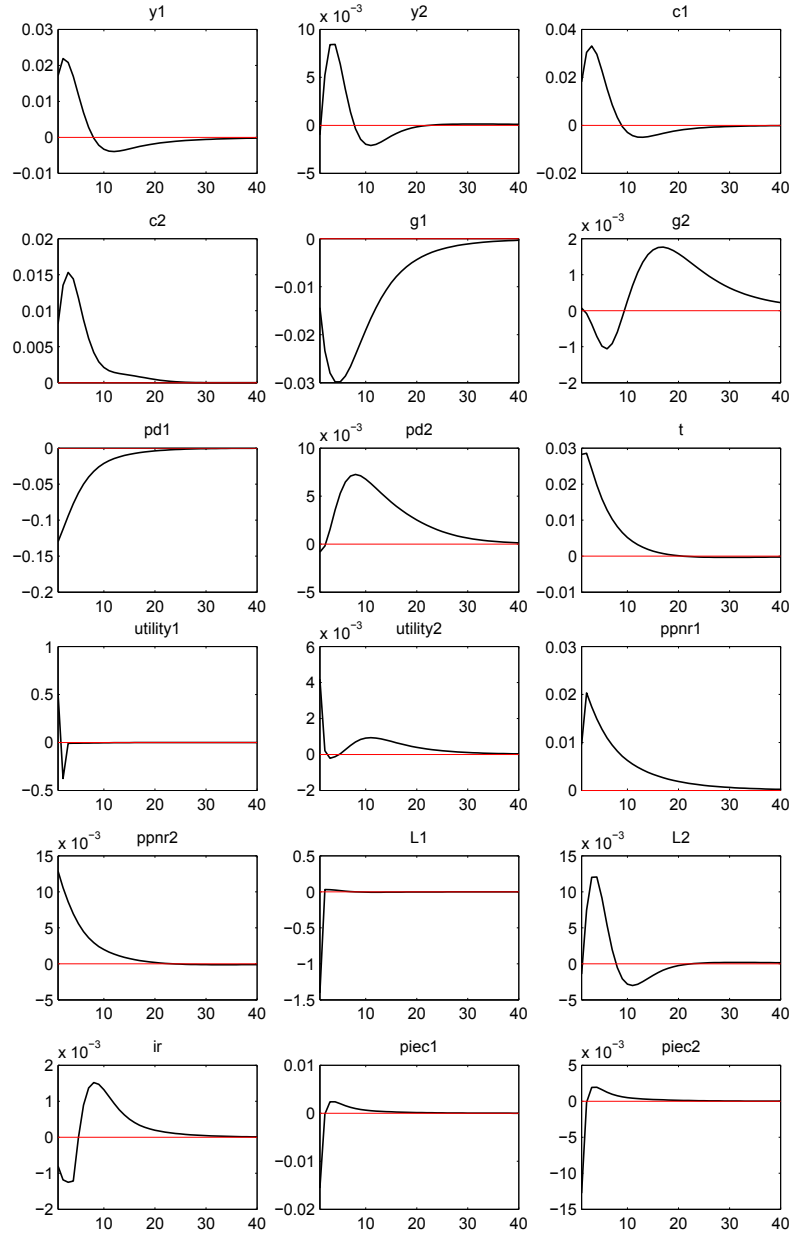 y1 y2 c1
x 10⁻³
0.03 10 0.04
0.02 5 0.02
0.01 0 0
0 −5 −0.02
−0.01
10 20 30 40 10 20 30 40 10 20 30 40
c2 g1 g2
x 10⁻³
0.02 0 2
0.015 −0.01 1
0.01 −0.02 0
0.005 −0.03 −1
0 −2
10 20 30 40 10 20 30 40 10 20 30 40
pd1 pd2 t
x 10⁻³
0 10 0.03
−0.05 5 0.02
−0.1 0 0.01
−0.15 −5 0
−0.2 −0.01
10 20 30 40 10 20 30 40 10 20 30 40
utility1 utility2 ppnr1
x 10⁻³
1 6 0.03
0.5 4 0.02
0 2 0.01
−0.5 0 0
−2
10 20 30 40 10 20 30 40 10 20 30 40
ppnr2 L1 L2
x 10⁻³ x 10⁻³
15 0.5 15
10 0 10
5 −0.5 5
0 −1 0
−5 −1.5 −5
10 20 30 40 10 20 30 40 10 20 30 40
ir piec1 piec2
x 10⁻³ x 10⁻³
2 0.01 5
1 0 0
0 −0.01 −5
−1 −0.02 −10
−2 −15
10 20 30 40 10 20 30 40 10 20 30 40